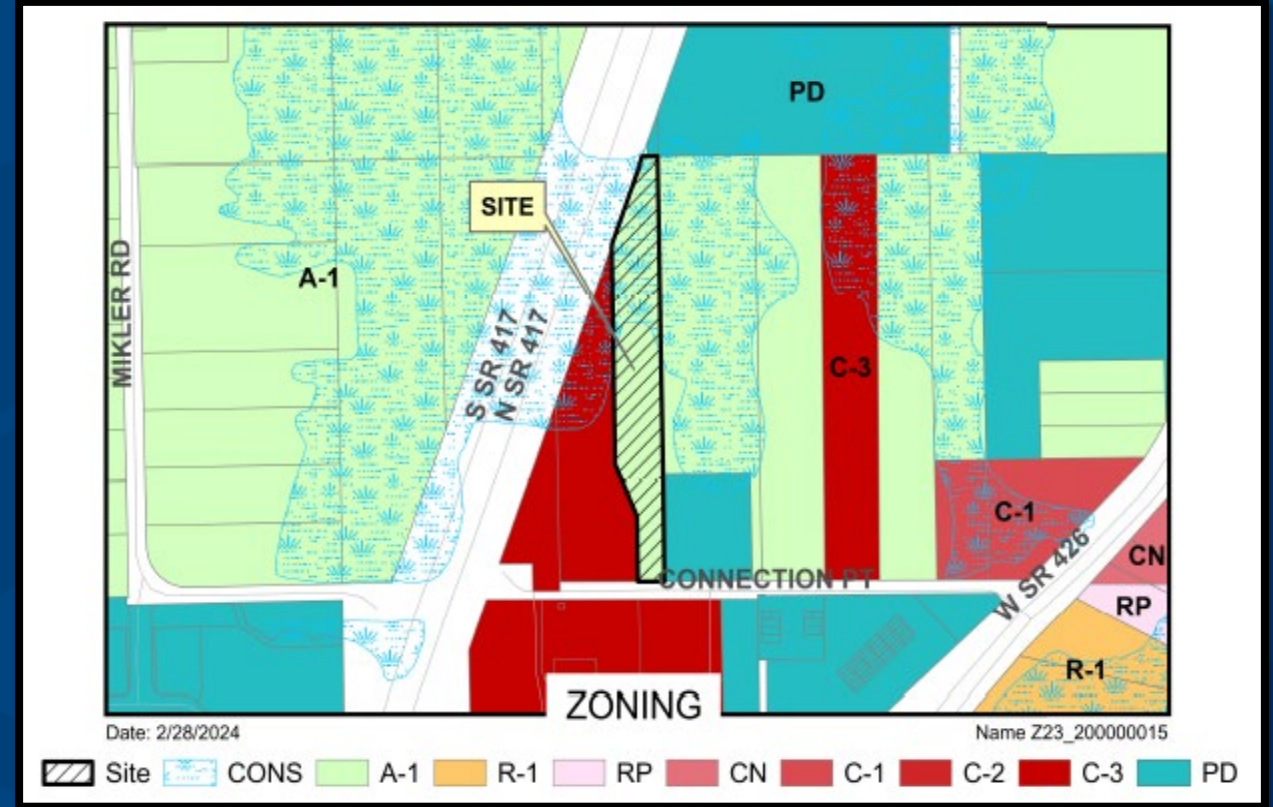 PD
SITE
MIKLER RD
A-1
S SR 417
N SR 417
C-3
C-1
CN
CONNECTION PT
W SR 426
RP
R-1
ZONING
Date: 2/28/2024
Name Z23_200000015
Site CONS A-1 R-1 RP CN C-1 C-2 C-3 PD